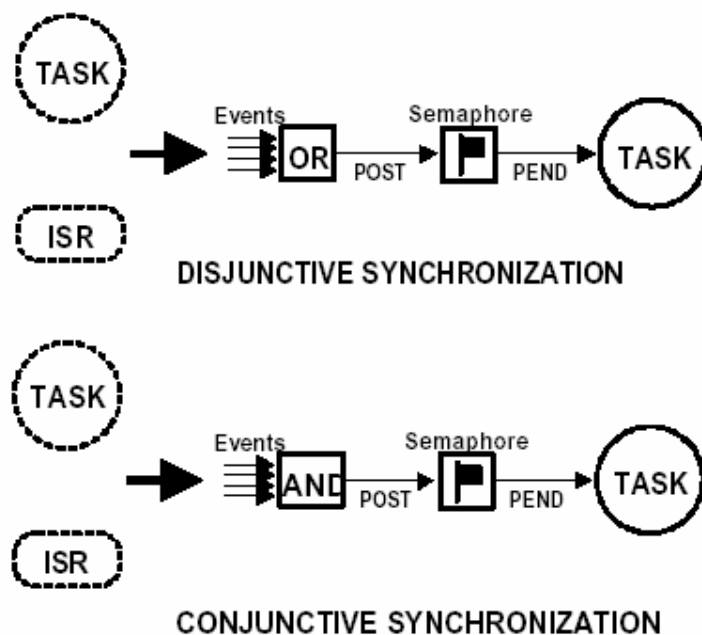 TASK
Events
Semaphore
OR
TASK
POST
PEND
ISR
DISJUNCTIVE SYNCHRONIZATION
TASK
Events
Semaphore
AND
TASK
POST
PEND
ISR
CONJUNCTIVE SYNCHRONIZATION